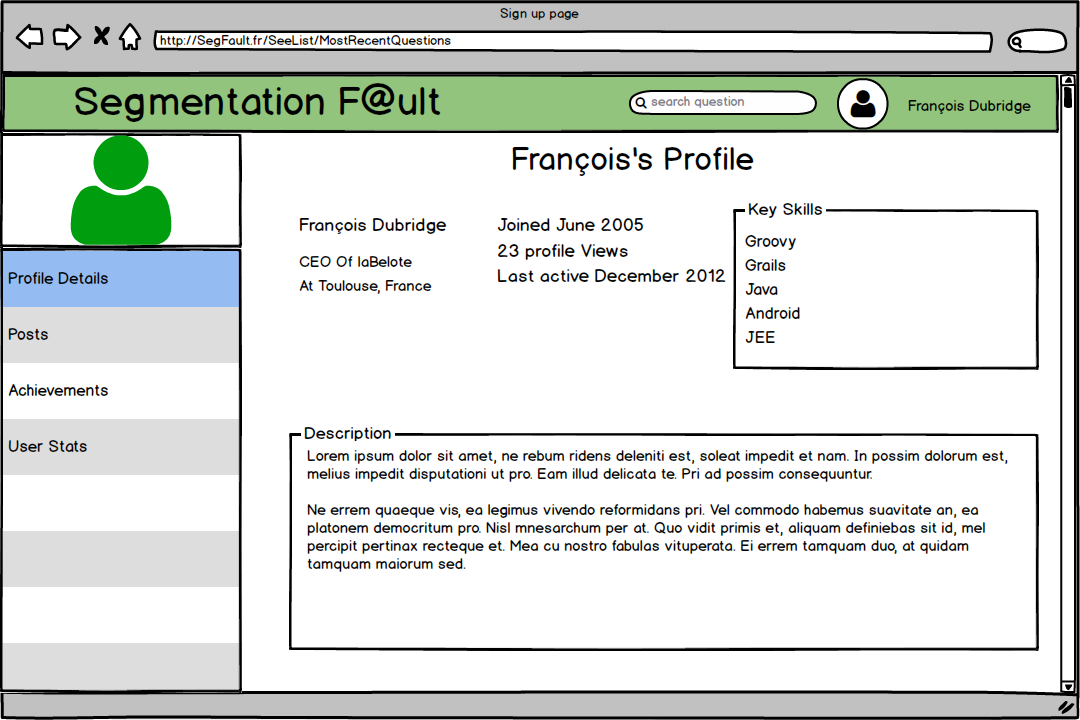 Sign up page
http://SegFault.fr/SeeList/MostRecentQuestions
Segmentation F@ult
search question
François Dubridge
François's Profile
Profile Details
Posts
Achievements
User Stats
François Dubridge
CEO Of laBelote
At Toulouse, France
Joined June 2005
23 profile Views
Last active December 2012
Key Skills
Groovy
Grails
Java
Android
JEE
Description
Lorem ipsum dolor sit amet, ne rebum ridens deleniti est, soleat impedit et nam. In possim dolorum est,
melius impedit disputationi ut pro. Eam illud delicata te. Pri ad possim consequuntur.
Ne errem quaeque vis, ea legimus vivendo reformidans pri. Vel commodo habemus suavitate an, ea
platonem democritum pro. Nisl mnesarchum per at. Quo vidit primis et, aliquam definiebas sit id, mel
percipit pertinax recteque et. Mea cu nostro fabulas vituperata. Ei errem tamquam duo, at quidam
tamquam maiorum sed.